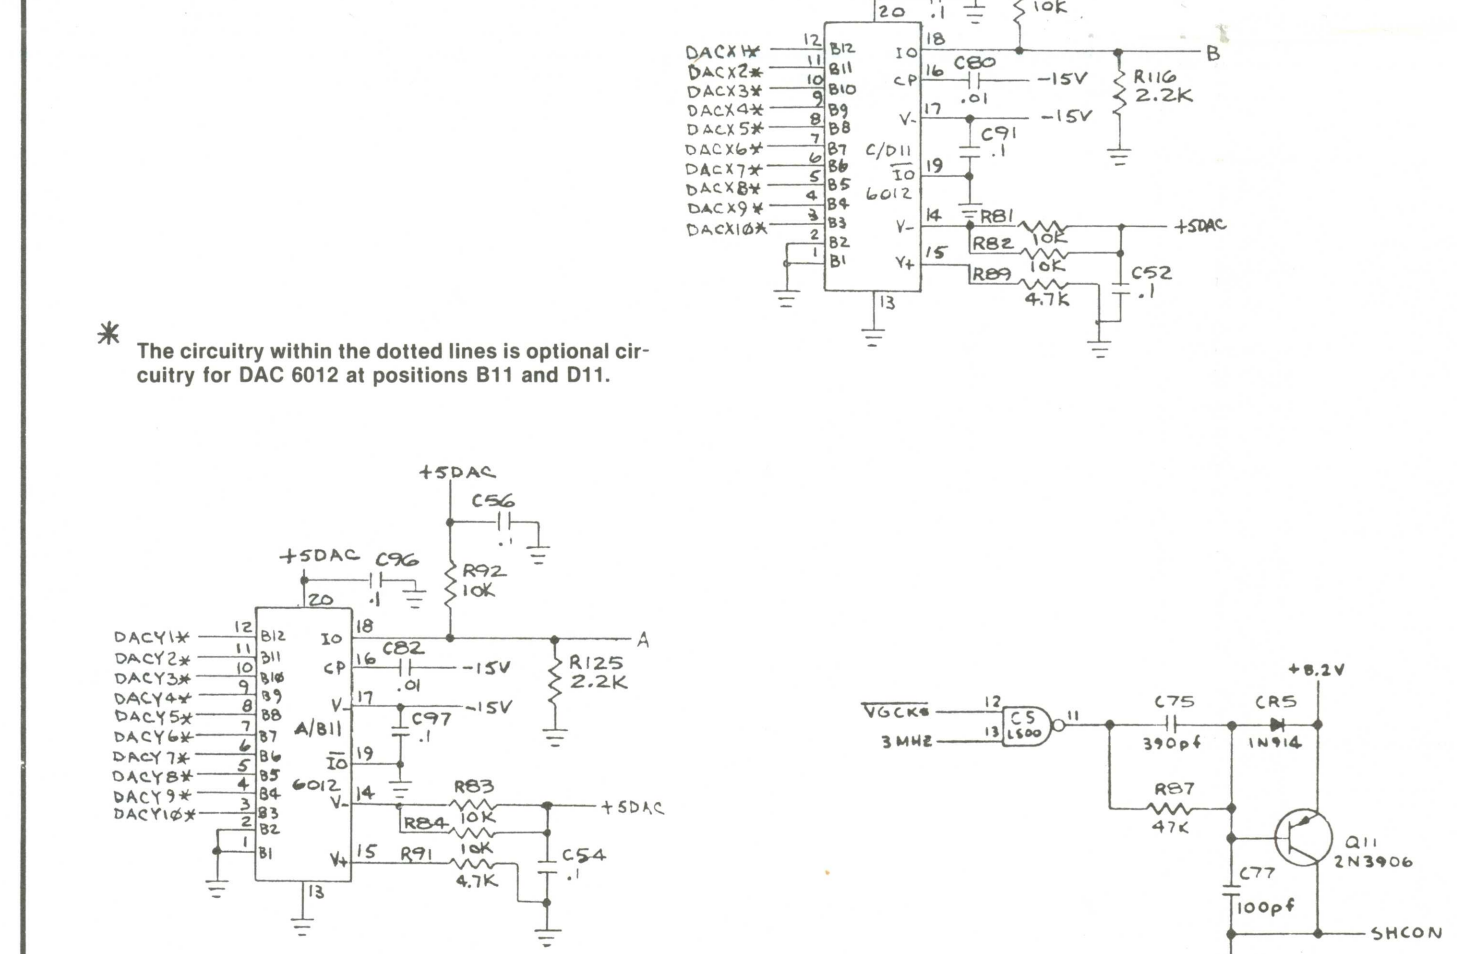 20
.1
10K
DACX1*
DACX2*
DACX3*
DACX4*
DACX5*
DACX6*
DACX7*
DACX8*
DACX9*
DACX1Ø*
12
11
10
9
8
7
6
5
4
3
2
1
B12
B11
B10
B9
B8
B7
B6
B5
B4
B3
B2
B1
IO
CP
V-
C/D11
IO
6012
V-
V+
18
16
17
19
14
15
13
B
C80
.01
-15V
-15V
C91
.1
R116
2.2K
R81
10K
R82
10K
R89
4.7K
+5DAC
C52
.1
*
The circuitry within the dotted lines is optional cir-
cuitry for DAC 6012 at positions B11 and D11.
+5DAC
C56
.1
+5DAC
C96
.1
R92
10K
20
DACY1*
DACY2*
DACY3*
DACY4*
DACY5*
DACY6*
DACY7*
DACY8*
DACY9*
DACY1Ø*
12
11
10
9
8
7
6
5
4
3
2
1
B12
B11
B1Ø
B9
B8
B7
B6
B5
B4
B3
B2
B1
IO
CP
V-
A/B11
IO
6012
V-
V+
18
16
17
19
14
15
13
A
C82
.01
-15V
-15V
C97
.1
R125
2.2K
R83
10K
R84
10K
R91
4.7K
+5DAC
C54
.1
VGCK*
3MHZ
12
13
C5
LS00
11
C75
390pf
CR5
1N914
+8.2V
R87
47K
Q11
2N3906
C77
100pf
SHCON